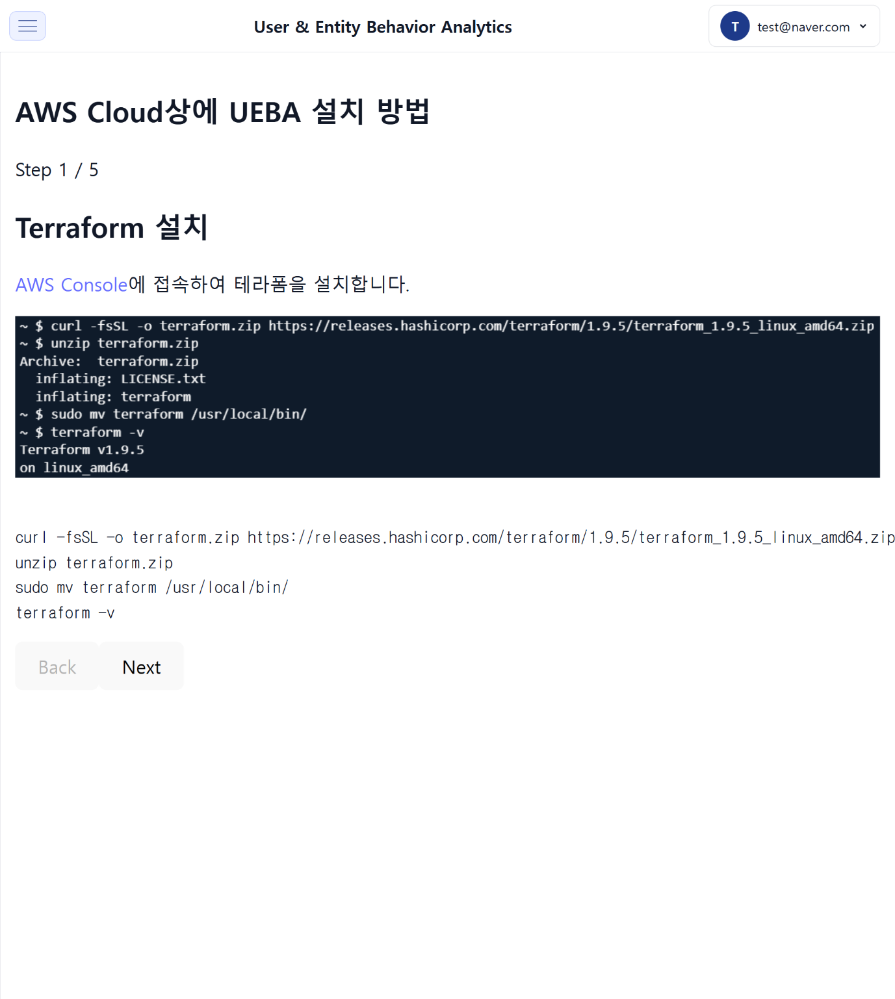 User & Entity Behavior Analytics
T
test@naver.com
AWS Cloud상에 UEBA 설치 방법
Step 1 / 5
Terraform 설치
AWS Console에 접속하여 테라폼을 설치합니다.
~ $ curl -fsSL -o terraform.zip https://releases.hashicorp.com/terraform/1.9.5/terraform_1.9.5_linux_amd64.zip
~ $ unzip terraform.zip
Archive:  terraform.zip
  inflating: LICENSE.txt
  inflating: terraform
~ $ sudo mv terraform /usr/local/bin/
~ $ terraform -v
Terraform v1.9.5
on linux_amd64
curl -fsSL -o terraform.zip https://releases.hashicorp.com/terraform/1.9.5/terraform_1.9.5_linux_amd64.zip
unzip terraform.zip
sudo mv terraform /usr/local/bin/
terraform -v
Back
Next